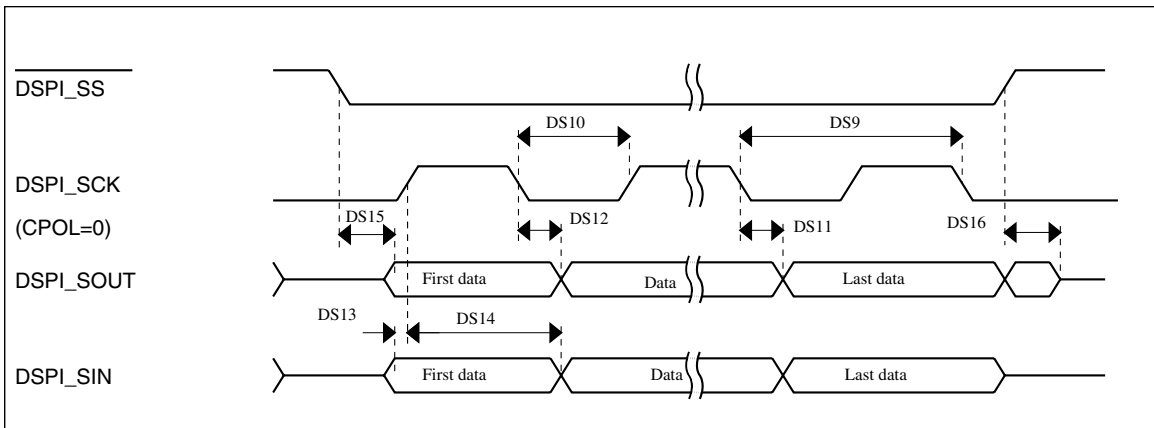 DSPI_SS
DS10
DS9
DSPI_SCK
DS15
DS12
DS11
DS16
(CPOL=0)
DSPI_SOUT
First data
Data
Last data
DS13
DS14
DSPI_SIN
First data
Data
Last data